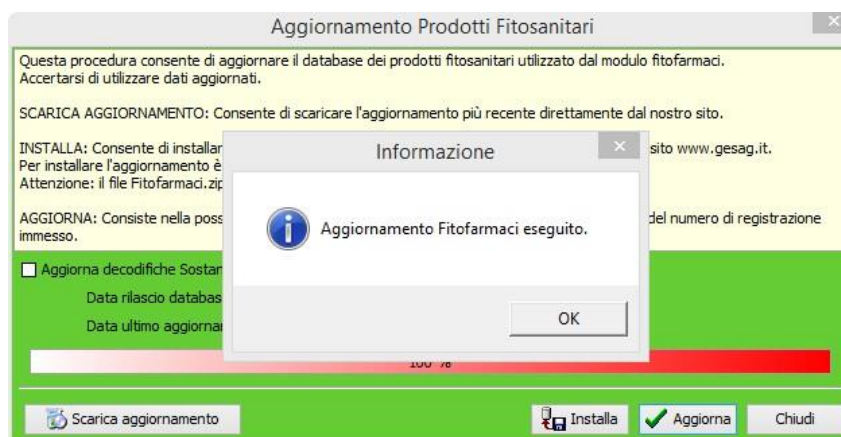 Aggiornamento Prodotti Fitosanitari
Questa procedura consente di aggiornare il database dei prodotti fitosanitari utilizzato dal modulo fitofarmaci.
Accertarsi di utilizzare dati aggiornati.
SCARICA AGGIORNAMENTO: Consente di scaricare l'aggiornamento più recente direttamente dal nostro sito.
INSTALLA: Consente di installar sito www.gesag.it.
Per installare l'aggiornamento è
Attenzione: il file Fitofarmaci.zip
AGGIORNA: Consiste nella poss del numero di registrazione
immesso.
Informazione
Aggiornamento Fitofarmaci eseguito.
OK
Aggiorna decodifiche Sostan
Data rilascio databas
Data ultimo aggiornar
100 %
Scarica aggiornamento
Installa
Aggiorna
Chiudi